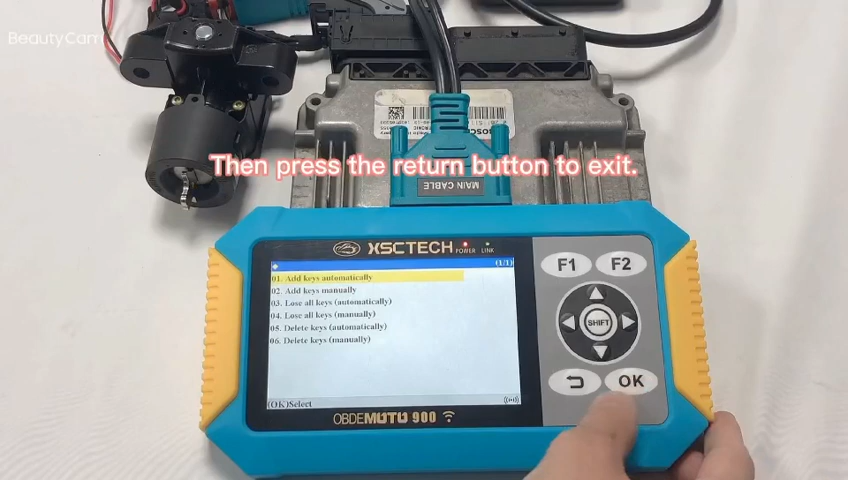 BeautyCam
Then press the return button to exit.
MAIN CABLE
XSCTECH
POWER
LINK
(1/1)
01. Add keys automatically
02. Add keys manually
03. Lose all keys (automatically)
04. Lose all keys (manually)
05. Delete keys (automatically)
06. Delete keys (manually)
(OK)Select
OBDEMOTO 900
F1
F2
SHIFT
OK